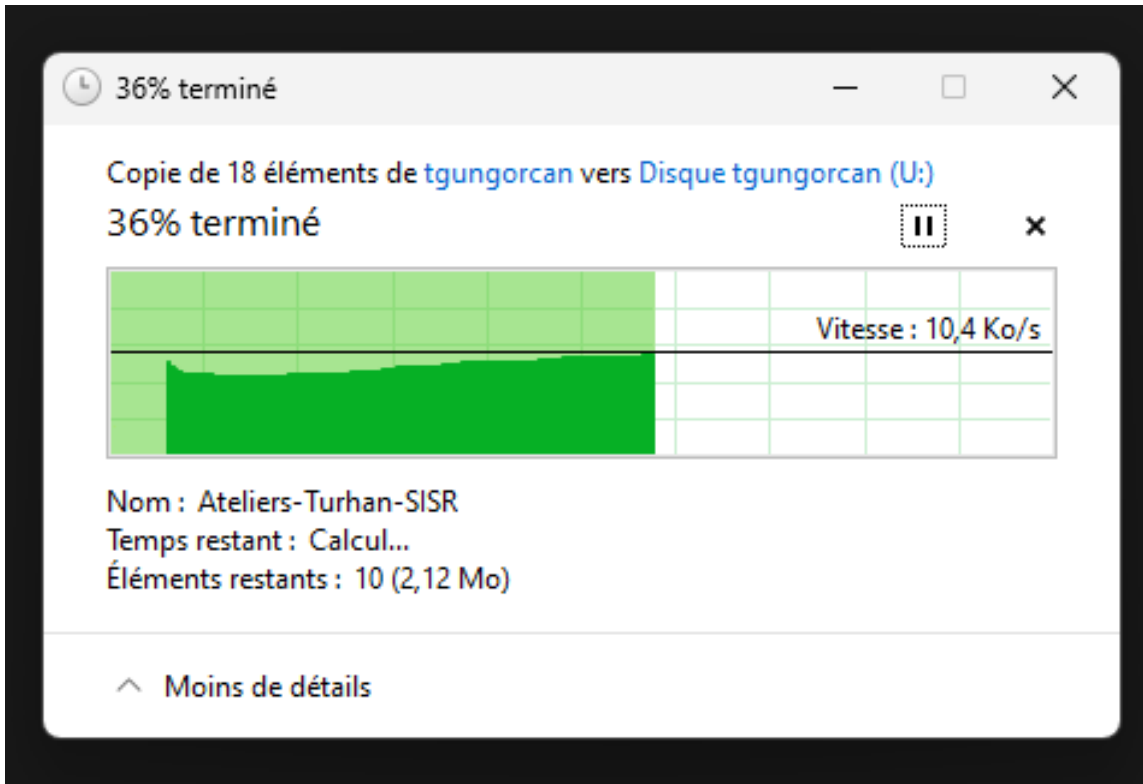 36% terminé
Copie de 18 éléments de tgungorcan vers Disque tgungorcan (U:)
36% terminé
Vitesse : 10,4 Ko/s
Nom : Ateliers-Turhan-SISR
Temps restant : Calcul...
Éléments restants : 10 (2,12 Mo)
Moins de détails